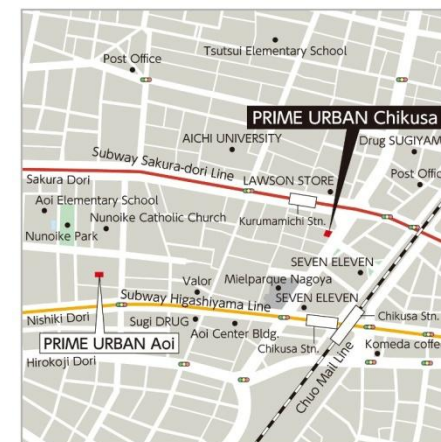 Tsutsui Elementary School
Post Office
PRIME URBAN Chikusa
AICHI UNIVERSITY
Drug SUGIYAM
Subway Sakura-dori Line
Post Offic
Sakura Dori
LAWSON STORE
Aoi Elementary School
Nunoike Catholic Church
Kurumamichi Stn.
Nunoike Park
SEVEN ELEVEN
Valor
Mielparque Nagoya
Subway Higashiyama Line
SEVEN ELEVEN
Nishiki Dori
Sugi DRUG
Aoi Center Bldg.
Chikusa Stn.
PRIME URBAN Aoi
Chikusa Stn.
Komeda coffe
Hirokoji Dori
Chuo Mail Line